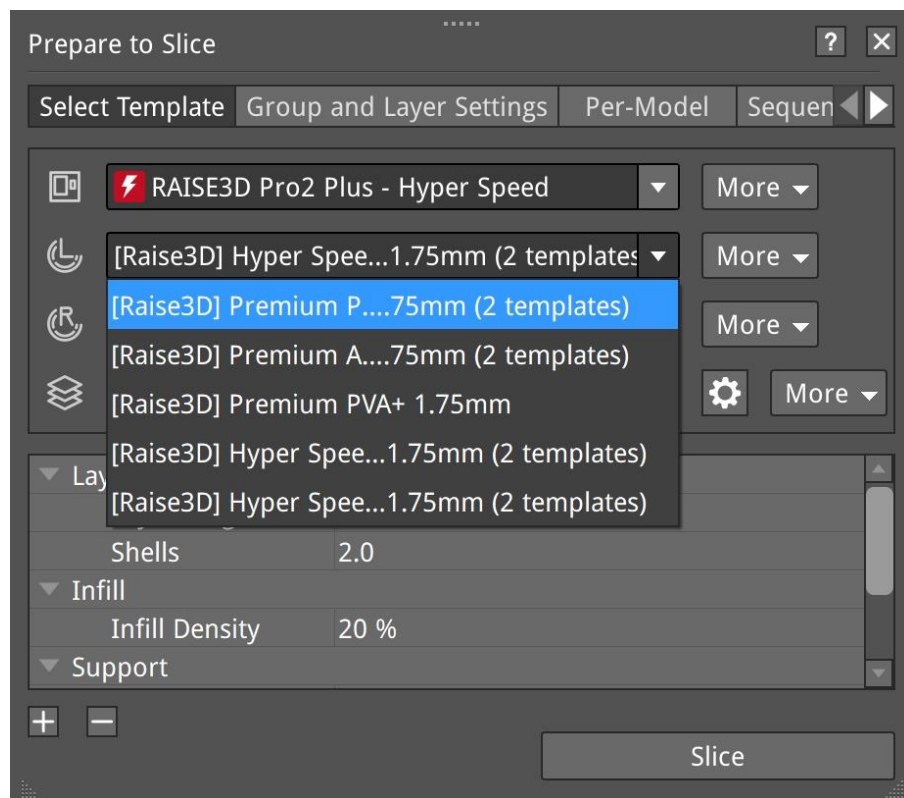 Prepare to Slice ?
Select Template Group and Layer Settings Per-Model Sequen
RAISE3D Pro2 Plus - Hyper Speed More
L [Raise3D] Hyper Spee...1.75mm (2 templates More
[Raise3D] Premium P....75mm (2 templates)
R More
[Raise3D] Premium A....75mm (2 templates)
[Raise3D] Premium PVA+ 1.75mm More
[Raise3D] Hyper Spee...1.75mm (2 templates)
Lay
[Raise3D] Hyper Spee...1.75mm (2 templates)
Shells 2.0
Infill
Infill Density 20 %
Support
Slice